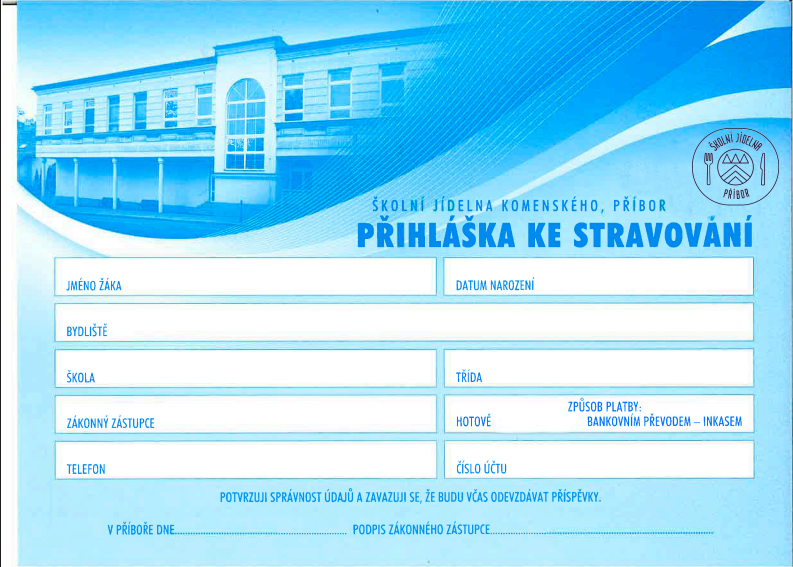 ŠKOLNÍ JÍDELNA
PŘÍBOR
ŠKOLNÍ JÍDELNA KOMENSKÉHO, PŘÍBOR
PŘIHLÁŠKA KE STRAVOVÁNÍ
JMÉNO ŽÁKA
DATUM NAROZENÍ
BYDLIŠTĚ
ŠKOLA
TŘÍDA
ZÁKONNÝ ZÁSTUPCE
ZPŮSOB PLATBY:
HOTOVĚ BANKOVNÍM PŘEVODEM – INKASEM
TELEFON
ČÍSLO ÚČTU
POTVRZUJI SPRÁVNOST ÚDAJŮ A ZAVAZUJI SE, ŽE BUDU VČAS ODEVZDÁVAT PŘÍSPĚVKY.
V PŘÍBOŘE DNE........................................................ PODPIS ZÁKONNÉHO ZÁSTUPCE........................................................................